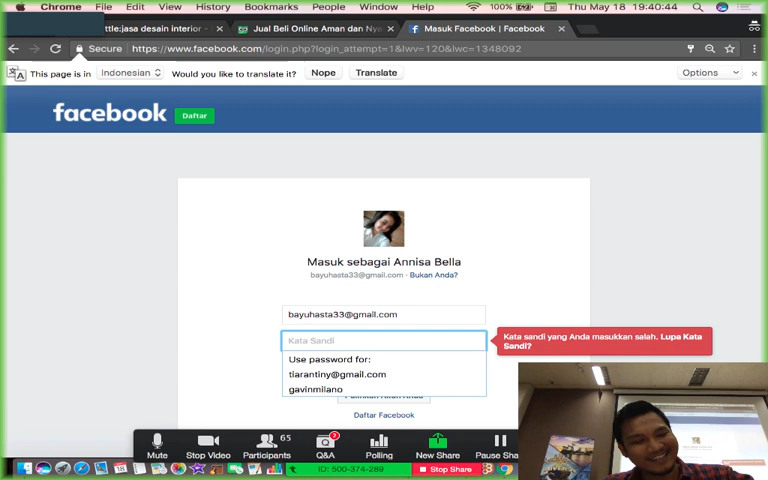 Chrome File Edit View History Bookmarks People Window Help 100% Thu May 18 19:40:44
ttle:jasa desain interior - Jual Beli Online Aman dan Nya Masuk Facebook | Facebook
Secure https://www.facebook.com/login.php?login_attempt=1&lwv=120&lwc=1348092
This page is in Indonesian Would you like to translate it? Nope Translate Options
facebook Daftar
Masuk sebagai Annisa Bella
bayuhasta33@gmail.com · Bukan Anda?
bayuhasta33@gmail.com
Kata Sandi
Kata sandi yang Anda masukkan salah. Lupa Kata
Sandi?
Use password for:
tiarantiny@gmail.com
gavinmilano
Daftar Facebook
65
2
Mute Stop Video Participants Q&A Polling New Share Pause Sha
ID: 500-374-289 Stop Share